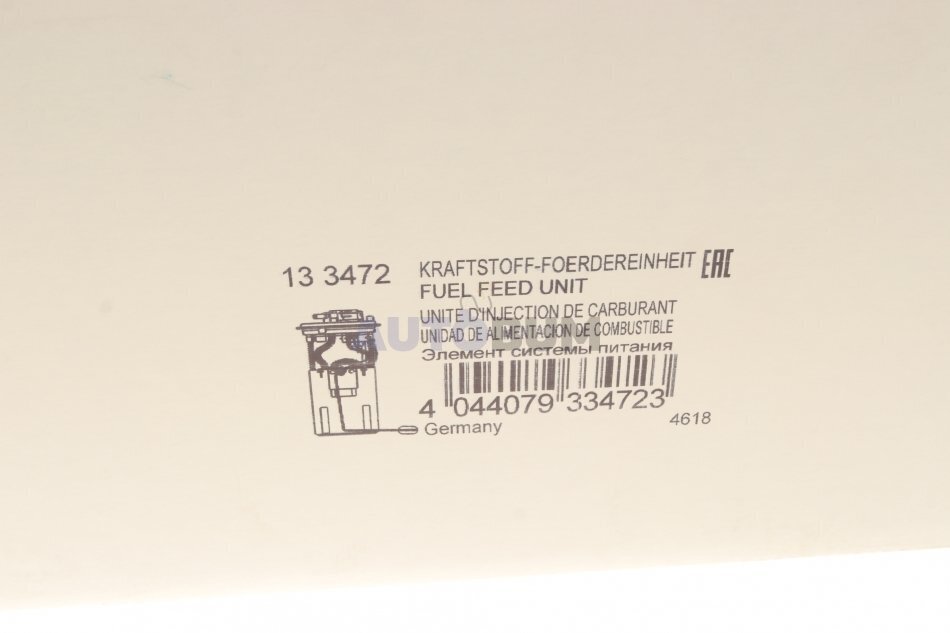 13 3472
KRAFTSTOFF-FOERDEREINHEIT EAC
FUEL FEED UNIT
UNITE D'INJECTION DE CARBURANT
UNIDAD DE ALIMENTACION DE COMBUSTIBLE
Элемент системы питания
AUTOBUM
4 044079 334723
Germany
4618